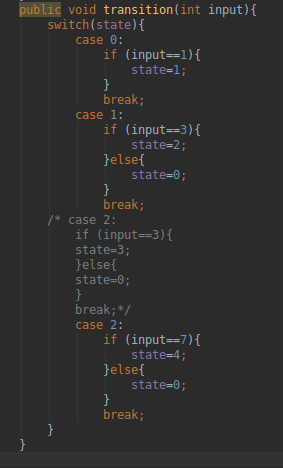 public void transition(int input){
switch(state){
case 0:
if (input==1){
state=1;
}
break;
case 1:
if (input==3){
state=2;
}else{
state=0;
}
break;
/* case 2:
if (input==3){
state=3;
}else{
state=0;
}
break;*/
case 2:
if (input==7){
state=4;
}else{
state=0;
}
break;
}
}